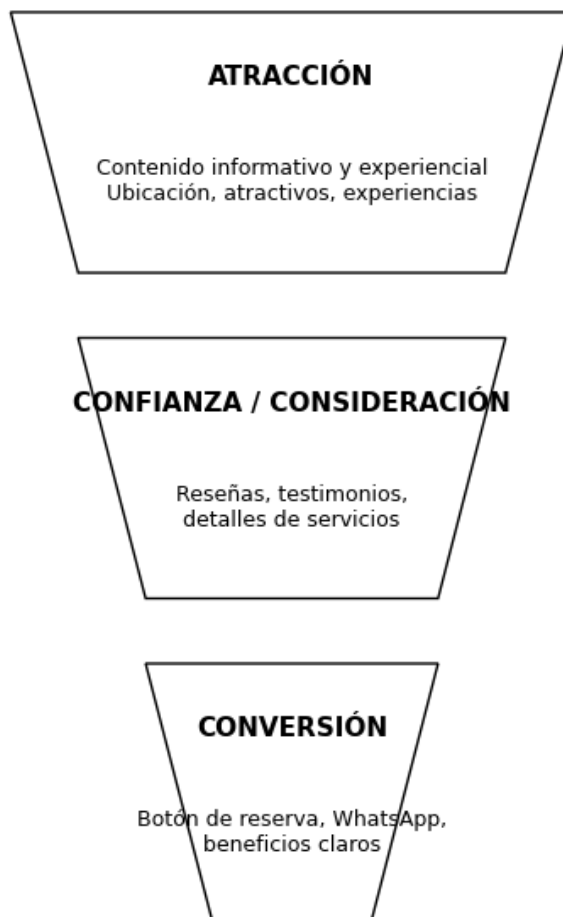 ATRACCIÓN
Contenido informativo y experiencial
Ubicación, atractivos, experiencias
CONFIANZA / CONSIDERACIÓN
Reseñas, testimonios,
detalles de servicios
CONVERSIÓN
Botón de reserva, WhatsApp,
beneficios claros